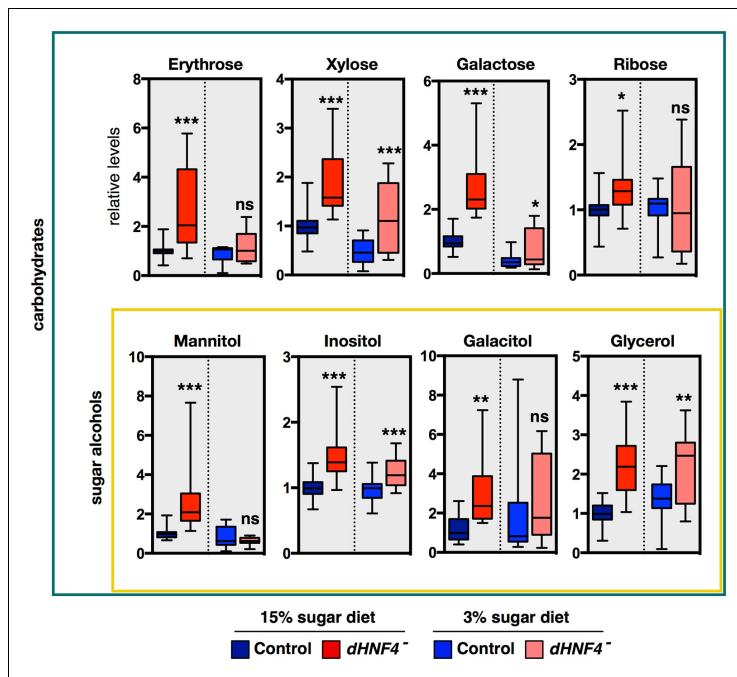 carbohydrates
relative levels
Erythrose Xylose Galactose Ribose
8 6 4 2 0
*** ns
4 3 2 1 0
*** ***
6 4 2 0
*** *
3 2 1 0
* ns
sugar alcohols
Mannitol Inositol Galacitol Glycerol
10 8 6 4 2 0
*** ns
3 2 1 0
*** ***
10 8 6 4 2 0
** ns
5 4 3 2 1 0
*** **
15% sugar diet 3% sugar diet
Control dHNF4⁻ Control dHNF4⁻